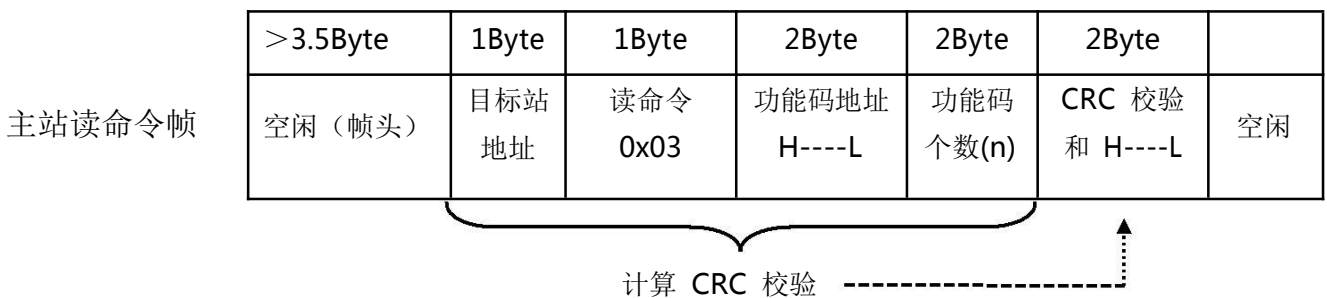 ＞3.5Byte 1Byte 1Byte 2Byte 2Byte 2Byte
主站读命令帧
空闲（帧头）
目标站
地址
读命令
0x03
功能码地址
H----L
功能码
个数(n)
CRC 校验
和 H----L
空闲
计算 CRC 校验